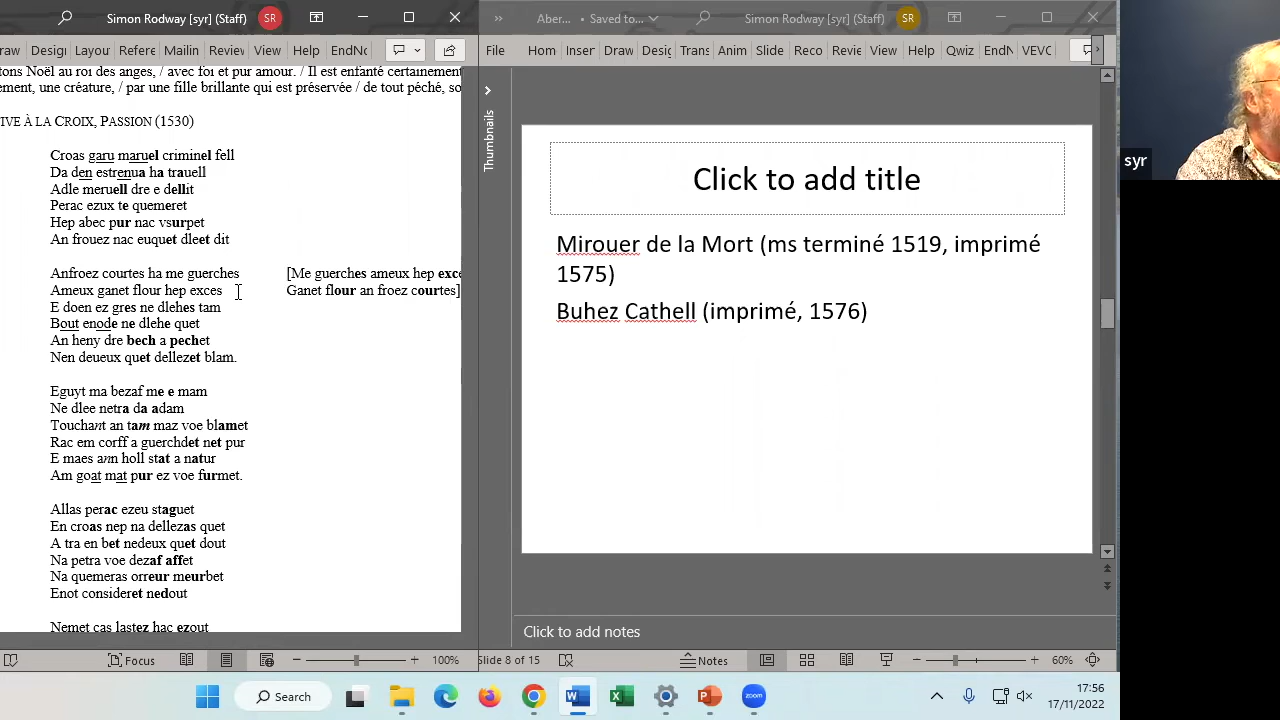 Simon Rodway [syr] (Staff) SR
raw Design Layou Refere Mailin Review View Help EndNo
tons Noël au roi des anges, / avec foi et pur amour. / Il est enfanté certainement
ement, une créature, / par une fille brillante qui est préservée / de tout péché, so
IVE À LA CROIX, PASSION (1530)
Croas garu maruel criminel fell
Da den estrenua ha trauell
Adle meruell dre e dellit
Perac ezux te quemeret
Hep abec pur nac vsurpet
An frouez nac euquet dleet dit
Anfroez courtes ha me guerches [Me guerches ameux hep exce
Ameux ganet flour hep exces Ganet flour an froez courtes]
E doen ez gres ne dlehes tam
Bout enode ne dlehe quet
An heny dre bech a pechet
Nen deueux quet dellezet blam.
Eguyt ma bezaf me e mam
Ne dlee netra da adam
Touchant an tam maz voe blamet
Rac em corff a guerchdet net pur
E maes ann holl stat a natur
Am goat mat pur ez voe furmet.
Allas perac ezeu staguet
En croas nep na dellezas quet
A tra en bet nedeux quet dout
Na petra voe dezaf affet
Na quemeras orreur meurbet
Enot consideret nedout
Nemet cas lastez hac ezout
Focus 100%
Aber... • Saved to... Simon Rodway [syr] (Staff) SR
File Hom Inser Draw Desig Trans Anim Slide Reco Revie View Help Qwiz EndN VEVC
Thumbnails
Click to add title
Mirouer de la Mort (ms terminé 1519, imprimé
1575)
Buhez Cathell (imprimé, 1576)
Click to add notes
Slide 8 of 15 Notes 60%
syr
Search
zoom
17:56
17/11/2022